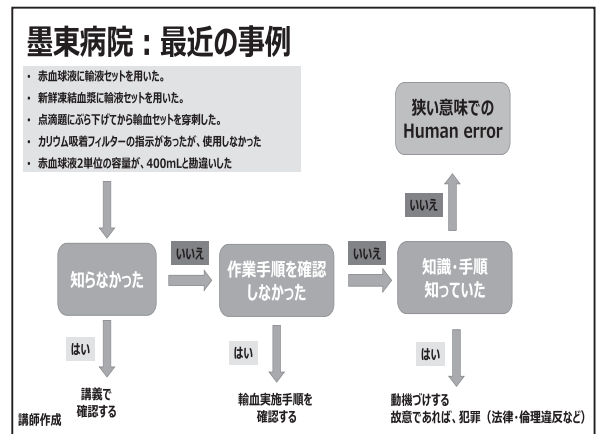 墨東病院：最近の事例
・ 赤血球液に輸液セットを用いた。
・ 新鮮凍結血漿に輸液セットを用いた。
・ 点滴題にぶら下げてから輸血セットを穿刺した。
・ カリウム吸着フィルターの指示があったが、使用しなかった
・ 赤血球液2単位の容量が、400mLと勘違いした
狭い意味での
Human error
いいえ
知らなかった
いいえ
作業手順を確認
しなかった
いいえ
知識・手順
知っていた
はい
はい
はい
講義で
確認する
輸血実施手順を
確認する
動機づけする
故意であれば、犯罪（法律・倫理違反など）
講師作成